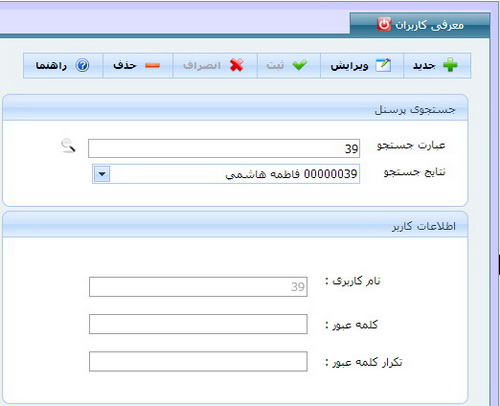 معرفی کاربران
جدید ویرایش ثبت انصراف حذف راهنما
جستجوی پرسنل
عبارت جستجو 39
نتایج جستجو 00000039 فاطمه هاشمی
اطلاعات کاربر
نام کاربری : 39
کلمه عبور :
تکرار کلمه عبور :